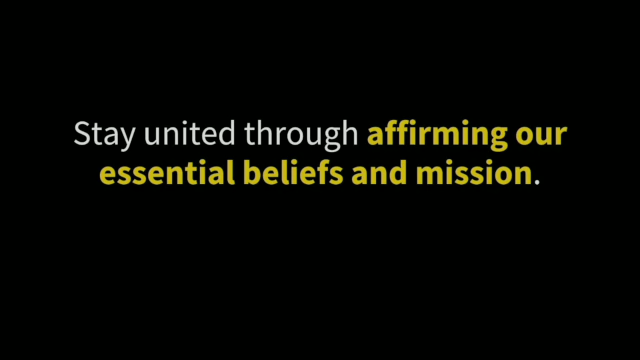 Stay united through affirming our
essential beliefs and mission.